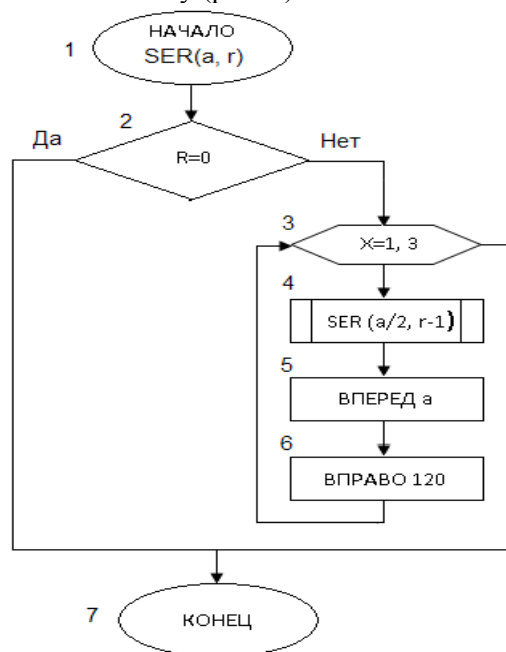 НАЧАЛО
1
SER(a, r)
2
Да
Нет
R=0
3
X=1, 3
4
SER (a/2, r-1)
5
ВПЕРЕД a
6
ВПРАВО 120
7
КОНЕЦ